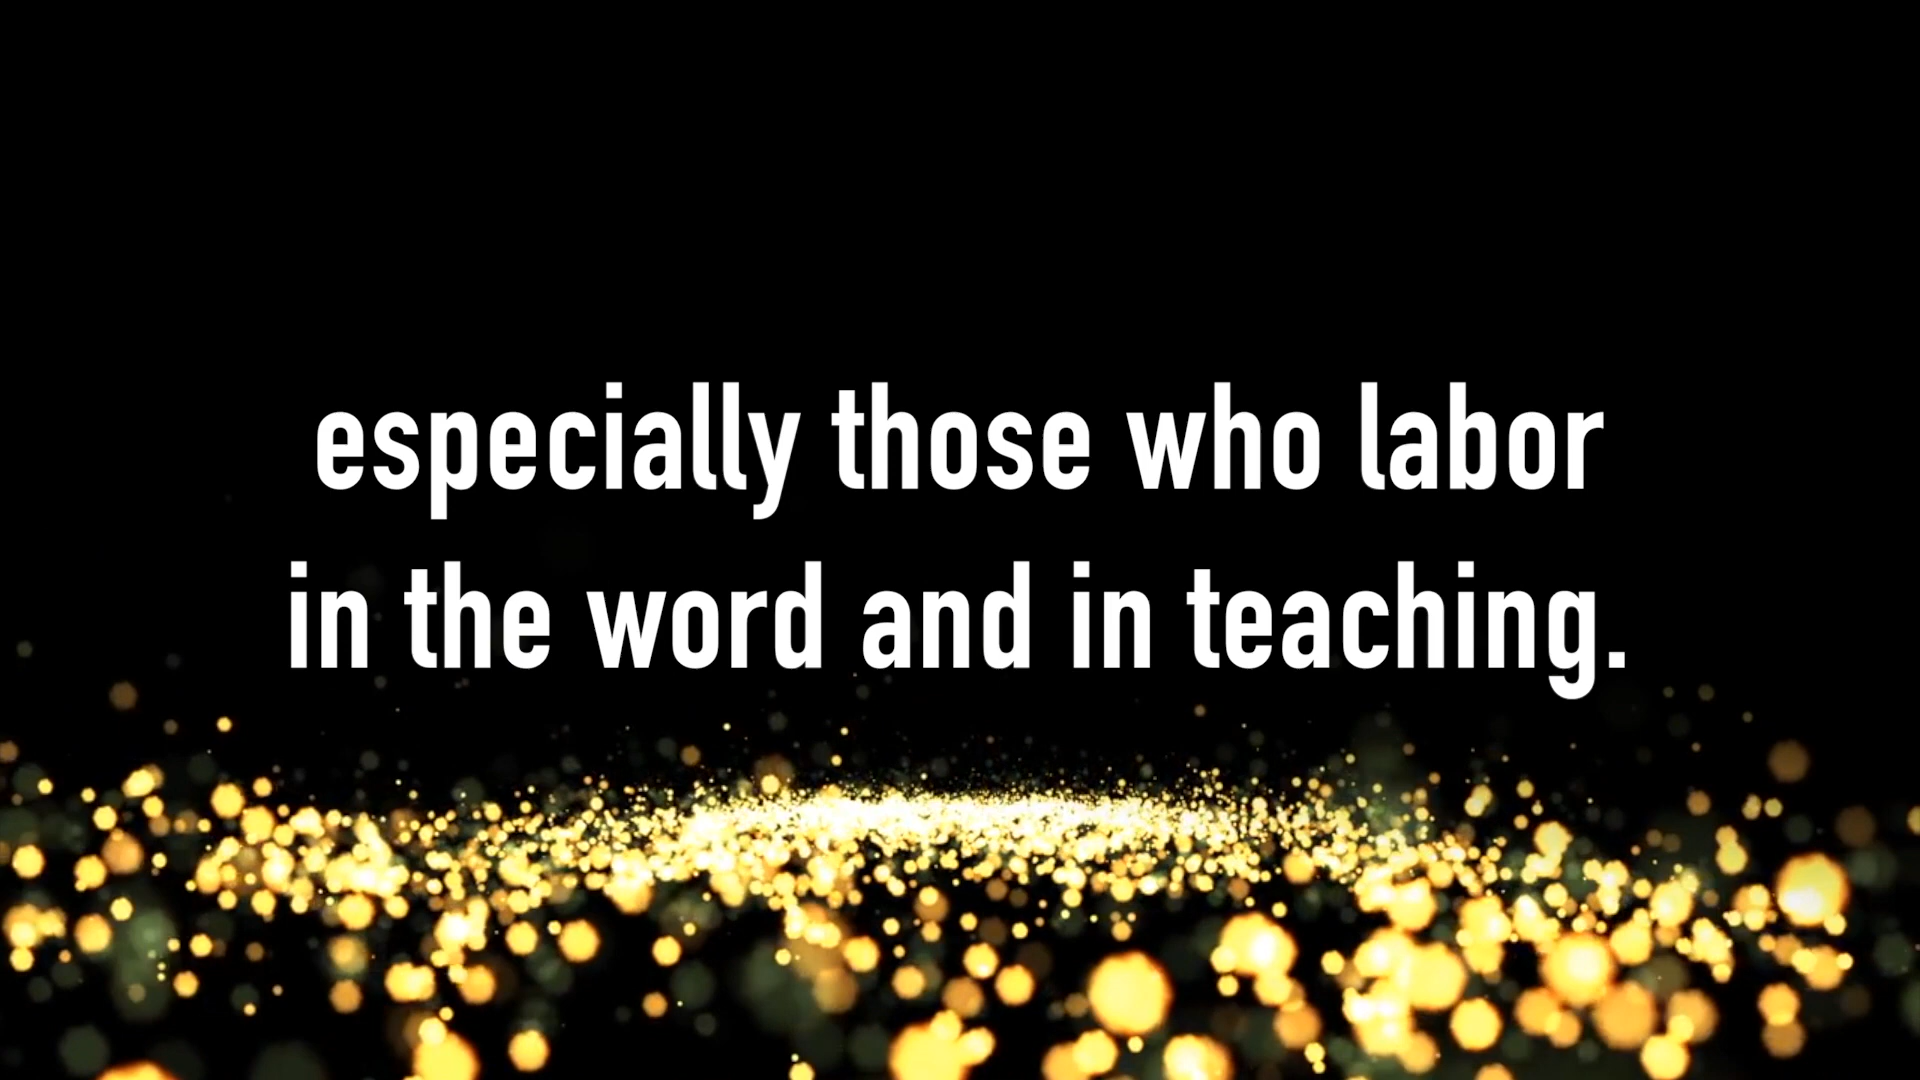 especially those who labor
in the word and in teaching.